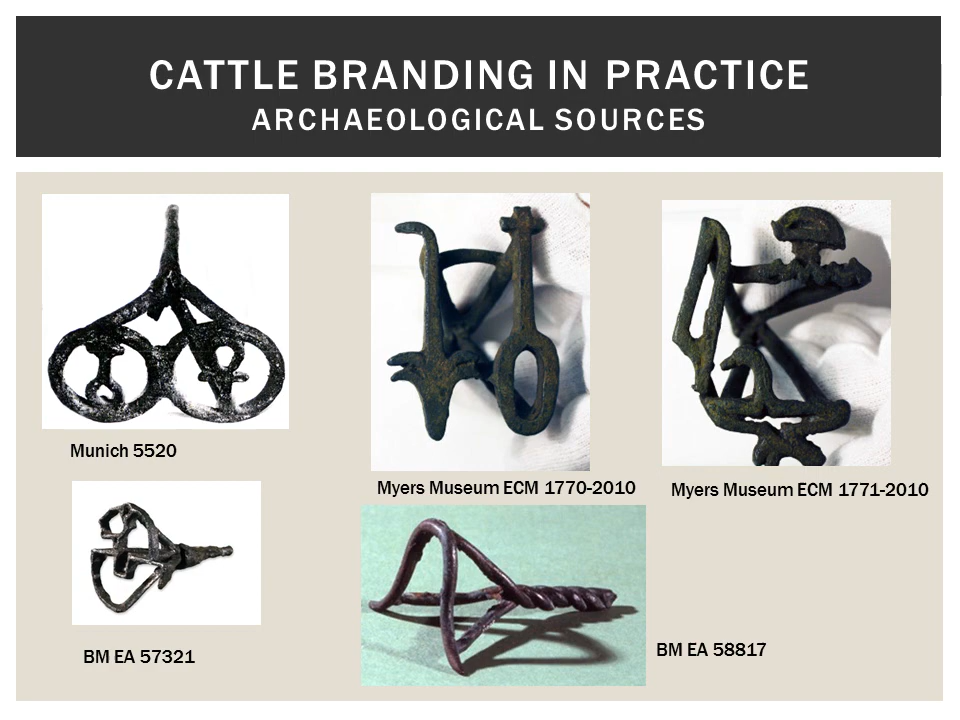 CATTLE BRANDING IN PRACTICE
ARCHAEOLOGICAL SOURCES
Munich 5520
Myers Museum ECM 1770-2010
Myers Museum ECM 1771-2010
BM EA 57321
BM EA 58817